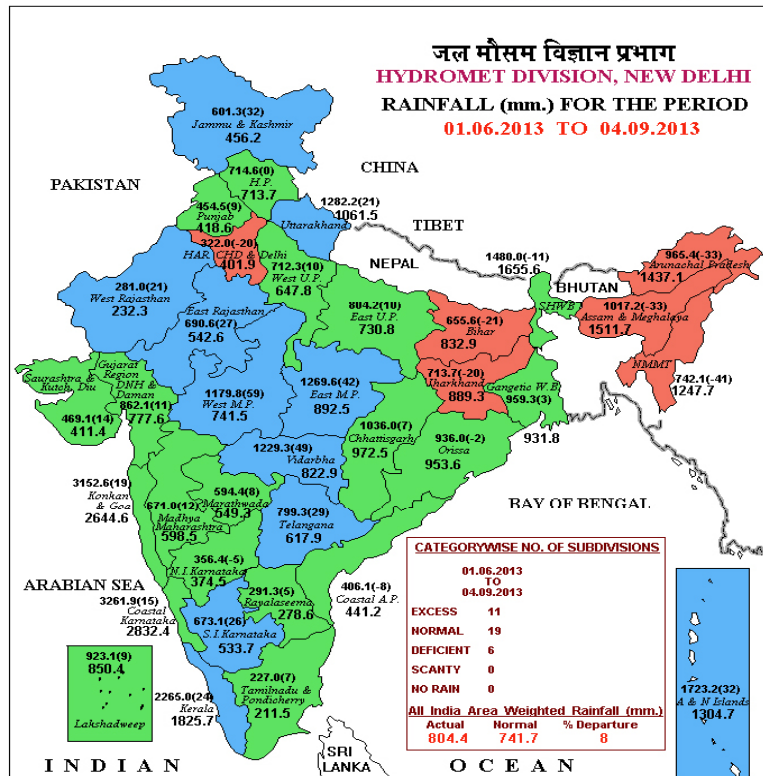 जल मौसम विज्ञान प्रभाग
HYDROMET DIVISION, NEW DELHI
RAINFALL (mm.) FOR THE PERIOD
01.06.2013 TO 04.09.2013
601.3(32)
Jammu & Kashmir
456.2
CHINA
PAKISTAN
714.6(0)
H.P.
713.7
454.5(9)
Punjab
418.6
1282.2(21)
1061.5
Uttarakhand
TIBET
322.0(-20)
HAR. CHD & Delhi
401.9
NEPAL
712.3(10)
West U.P.
647.8
1480.0(-11)
1655.6
BHUTAN
SHWB
965.4(-33)
Arunachal Pradesh
1437.1
281.0(21)
West Rajasthan
232.3
East Rajasthan
690.6(27)
542.6
804.2(10)
East U.P.
730.8
655.6(-21)
Bihar
832.9
1017.2(-33)
Assam & Meghalaya
1511.7
NMMT
742.1(-41)
1247.7
Saurashtra &
Kutch, Diu
469.1(14)
411.4
Gujarat
Region
DNH &
Daman
862.1(11)
777.6
1179.8(59)
West M.P.
741.5
1269.6(42)
East M.P.
892.5
713.7(-20)
Jharkhand
889.3
Gangetic W.B.
959.3(3)
931.8
1036.0(7)
Chhattisgarh
972.5
936.0(-2)
Orissa
953.6
1229.3(49)
Vidarbha
822.9
3152.6(19)
Konkan
& Goa
2644.6
671.0(12)
Madhya
Maharashtra
598.5
594.4(8)
Marathwada
549.3
799.3(29)
Telangana
617.9
BAY OF BENGAL
356.4(-5)
N.I.Karnataka
374.5
ARABIAN SEA
3261.9(15)
Coastal
Karnataka
2832.4
291.3(5)
Rayalaseema
278.6
406.1(-8)
Coastal A.P.
441.2
673.1(26)
S.I.Karnataka
533.7
923.1(9)
850.4
Lakshadweep
2265.0(24)
Kerala
1825.7
227.0(7)
Tamilnadu &
Pondicherry
211.5
CATEGORYWISE NO. OF SUBDIVISIONS
01.06.2013
TO
04.09.2013
EXCESS 11
NORMAL 19
DEFICIENT 6
SCANTY 0
NO RAIN 0
All India Area Weighted Rainfall (mm.)
Actual Normal % Departure
804.4 741.7 8
1723.2(32)
A & N Islands
1304.7
SRI
LANKA
INDIAN OCEAN